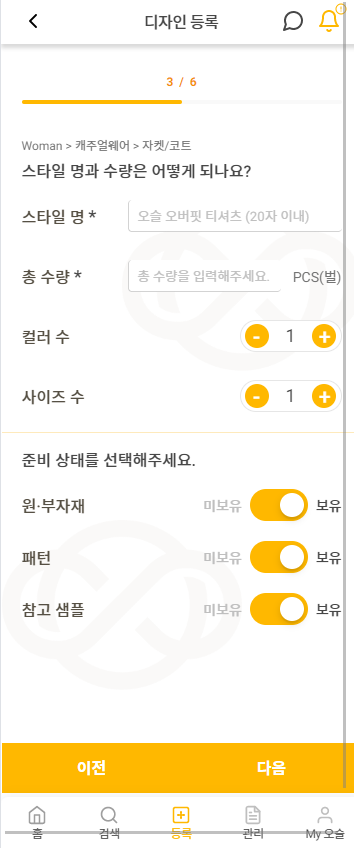 디자인 등록
3 / 6
Woman > 캐주얼웨어 > 자켓/코트
스타일 명과 수량은 어떻게 되나요?
스타일 명 * 오슬 오버핏 티셔츠 (20자 이내)
총 수량 * 총 수량을 입력해주세요. PCS(벌)
컬러 수 - 1 +
사이즈 수 - 1 +
준비 상태를 선택해주세요.
원·부자재 미보유 보유
패턴 미보유 보유
참고 샘플 미보유 보유
이전 다음
홈 검색 등록 관리 My 오슬